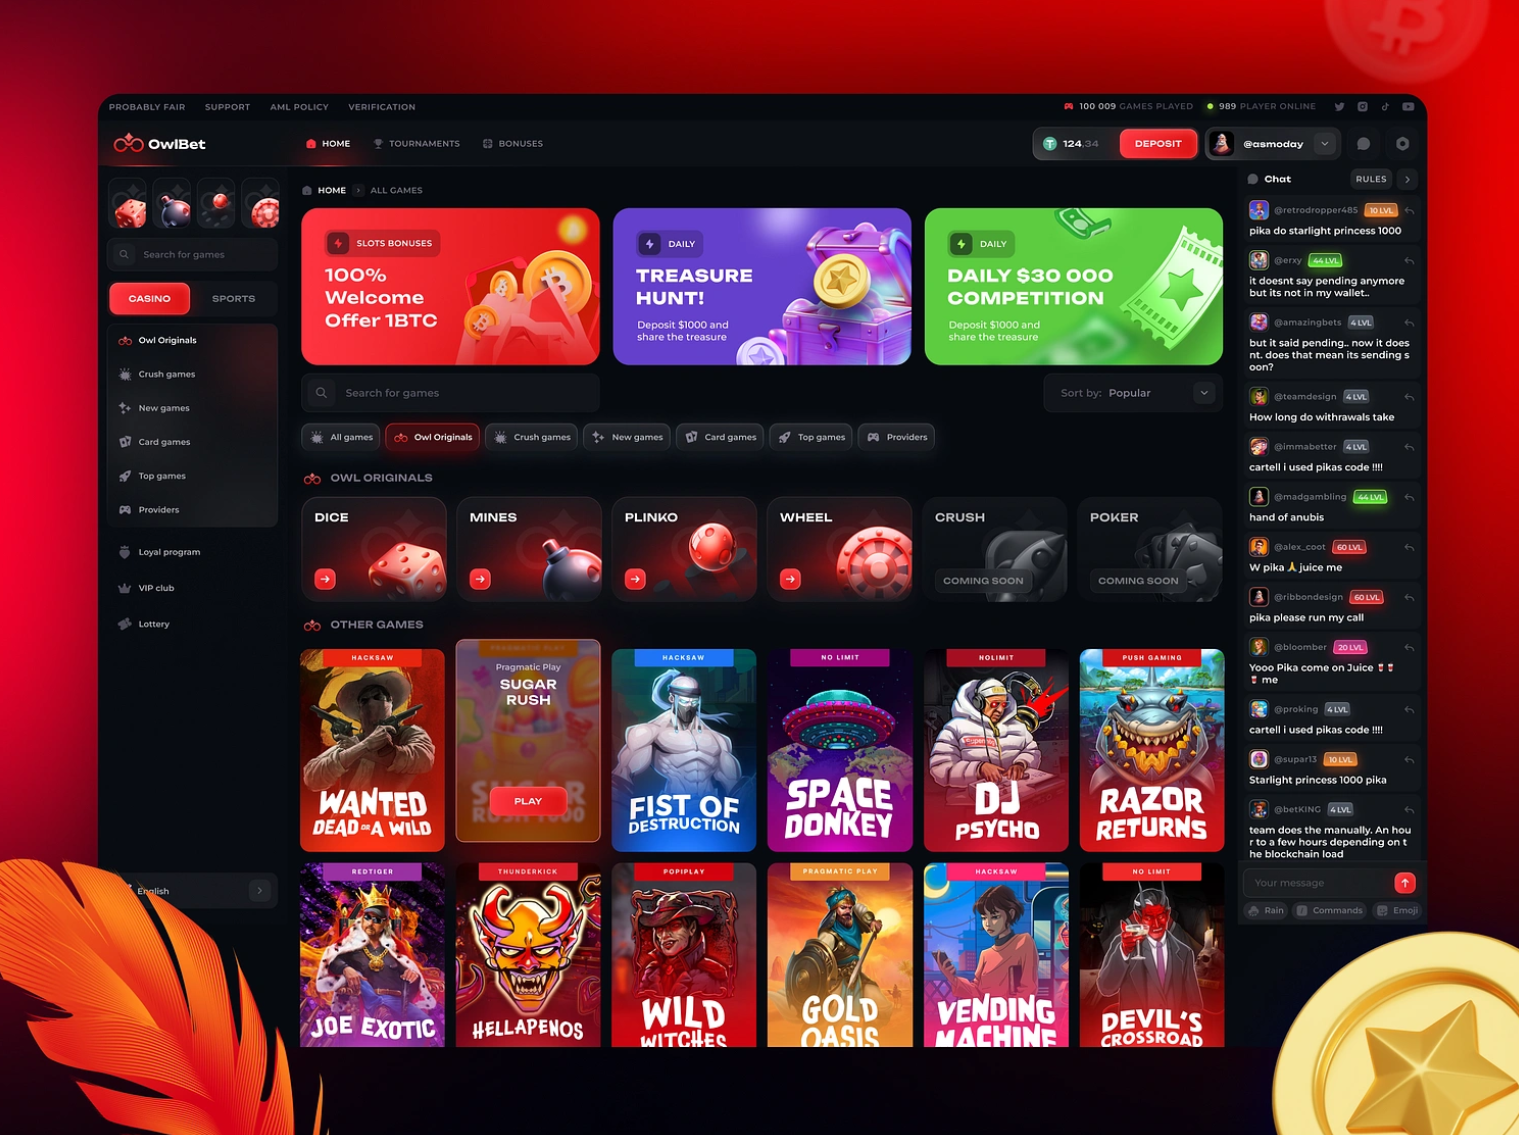 PROBABLY FAIR SUPPORT AML POLICY VERIFICATION
100 009 GAMES PLAYED 989 PLAYER ONLINE
OwlBet
HOME TOURNAMENTS BONUSES
124.34 DEPOSIT @asmoday
Search for games
CASINO SPORTS
Owl Originals
Crush games
New games
Card games
Top games
Providers
Loyal program
VIP club
Lottery
English
HOME > ALL GAMES
SLOTS BONUSES
100%
Welcome
Offer 1BTC
DAILY
TREASURE
HUNT!
Deposit $1000 and
share the treasure
DAILY
DAILY $30 000
COMPETITION
Deposit $1000 and
share the treasure
Search for games
Sort by: Popular
All games Owl Originals Crush games New games Card games Top games Providers
OWL ORIGINALS
DICE
MINES
PLINKO
WHEEL
CRUSH
COMING SOON
POKER
COMING SOON
OTHER GAMES
HACKSAW
WANTED
DEAD OR A WILD
PRAGMATIC PLAY
Pragmatic Play
SUGAR
RUSH
PLAY
HACKSAW
FIST OF
DESTRUCTION
NO LIMIT
SPACE
DONKEY
NOLIMIT
DJ
PSYCHO
PUSH GAMING
RAZOR
RETURNS
REDTIGER
JOE EXOTIC
THUNDERKICK
HELLAPENOS
POPIPLAY
WILD
WITCHES
PRAGMATIC PLAY
GOLD
OASIS
HACKSAW
VENDING
MACHINE
NO LIMIT
DEVIL'S
CROSSROAD
Chat RULES
@retrodropper485 10 LVL
pika do starlight princess 1000
@erxy 44 LVL
it doesnt say pending anymore
but its not in my wallet..
@amazingbets 4 LVL
but it said pending.. now it does
nt. does that mean its sending s
oon?
@teamdesign 4 LVL
How long do withrawals take
@immabetter 4 LVL
cartell i used pikas code !!!!
@madgambling 44 LVL
hand of anubis
@alex_coot 60 LVL
W pika 🙏 juice me
@ribbondesign 60 LVL
pika please run my call
@bloomber 20 LVL
Yooo Pika come on Juice
me
@proking 4 LVL
cartell i used pikas code !!!!
@supar13 10 LVL
Starlight princess 1000 pika
@betKING 4 LVL
team does the manually. An hou
r to a few hours depending on t
he blockchain load
Your message
Rain Commands Emoji